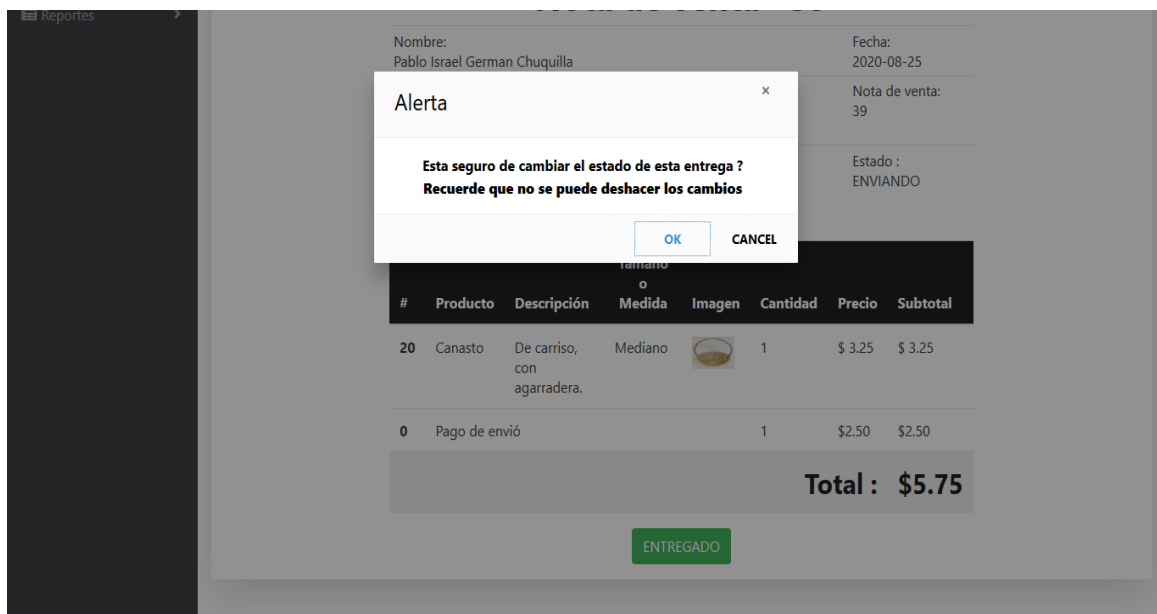 Reportes
Nombre:
Pablo Israel German Chuquilla
Fecha:
2020-08-25
Alerta
×
Nota de venta:
39
Esta seguro de cambiar el estado de esta entrega ?
Recuerde que no se puede deshacer los cambios
Estado :
ENVIANDO
OK CANCEL
# Producto Descripción Tamaño
o
Medida Imagen Cantidad Precio Subtotal
20 Canasto De carriso, Mediano 1 $ 3.25 $ 3.25
con
agarradera.
0 Pago de envió 1 $2.50 $2.50
Total : $5.75
ENTREGADO